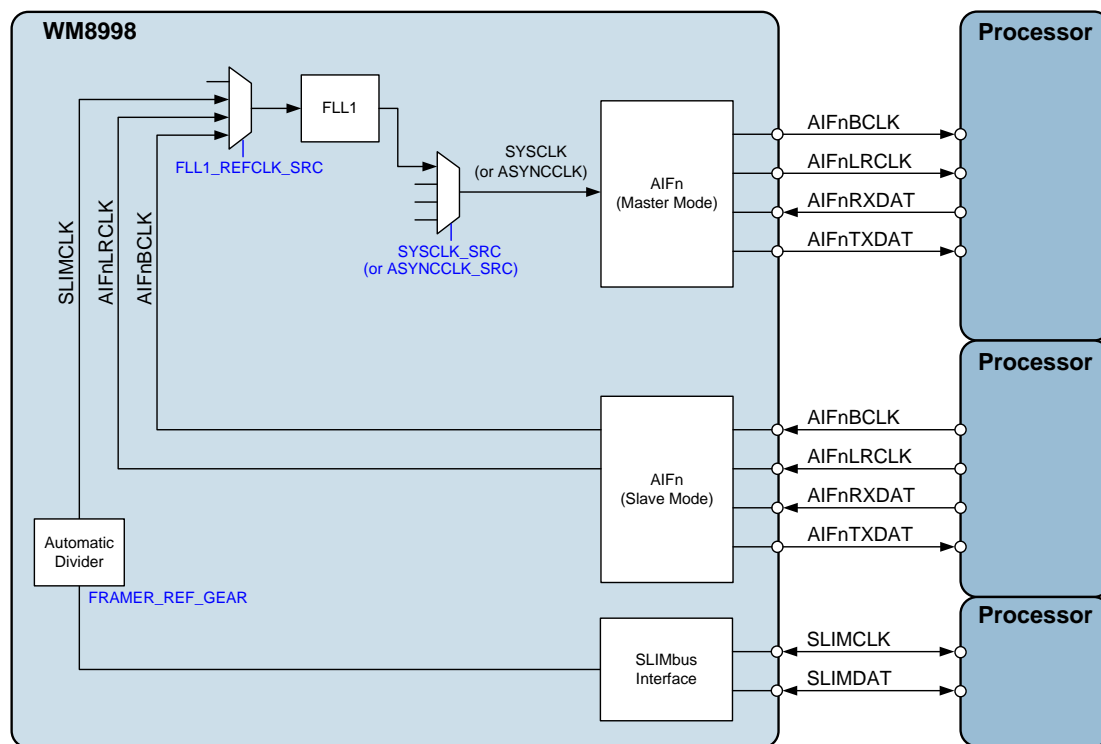 WM8998
Processor
FLL1
FLL1_REFCLK_SRC
SYSCLK
(or ASYNCCLK)
SYSCLK_SRC
(or ASYNCCLK_SRC)
AIFn
(Master Mode)
AIFnBCLK
AIFnLRCLK
AIFnRXDAT
AIFnTXDAT
SLIMCLK
AIFnLRCLK
AIFnBCLK
Processor
AIFn
(Slave Mode)
AIFnBCLK
AIFnLRCLK
AIFnRXDAT
AIFnTXDAT
Automatic
Divider
FRAMER_REF_GEAR
Processor
SLIMbus
Interface
SLIMCLK
SLIMDAT